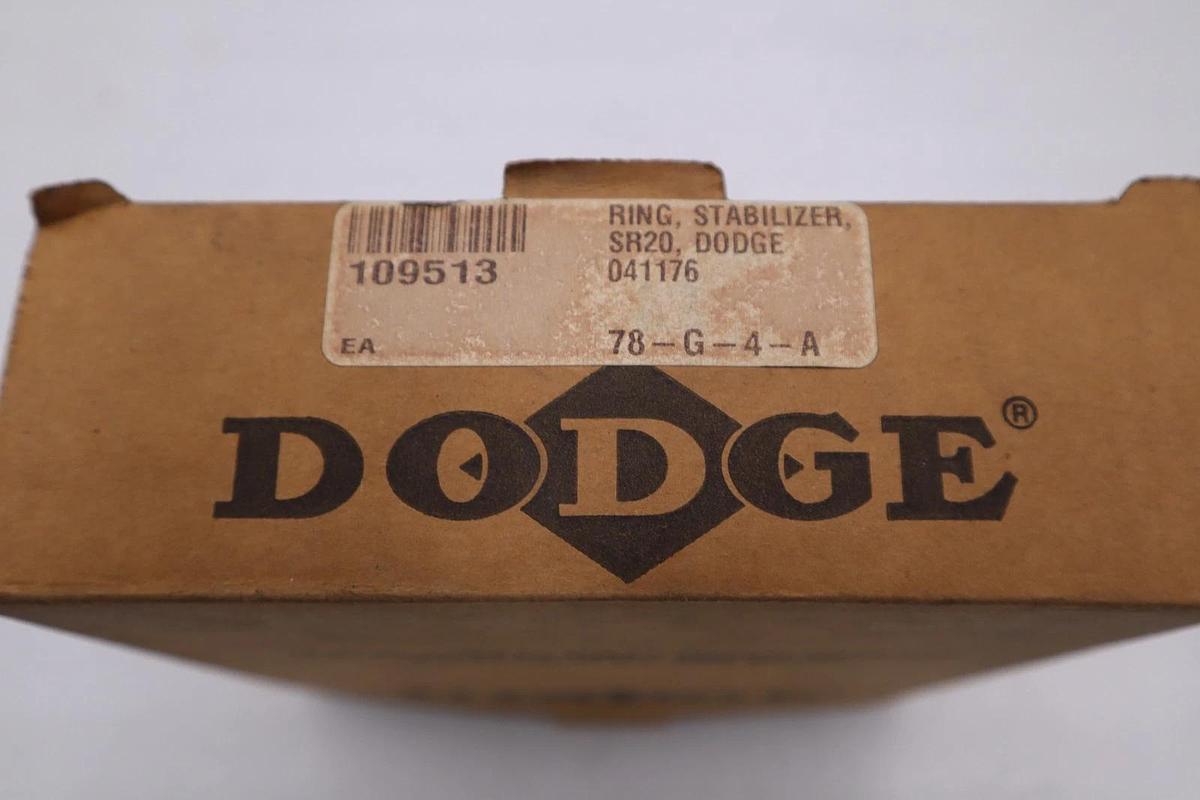 109513
EA
RING, STABILIZER,
SR20, DODGE
041176
78-G-4-A
DODGE®